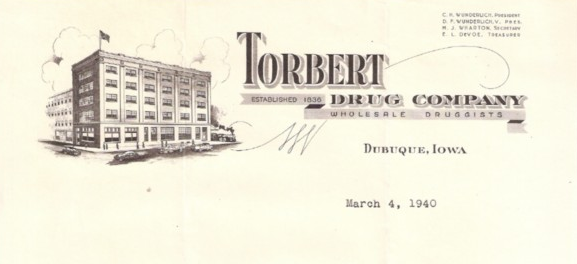 C. H. WUNDERLICH, PRESIDENT
D. F. WUNDERLICH, V. PRES.
H. J. WHARTON, SECRETARY
E. L. DEVOE, TREASURER
TORBERT
ESTABLISHED 1836 DRUG COMPANY
WHOLESALE DRUGGISTS
DUBUQUE, IOWA
March 4, 1940